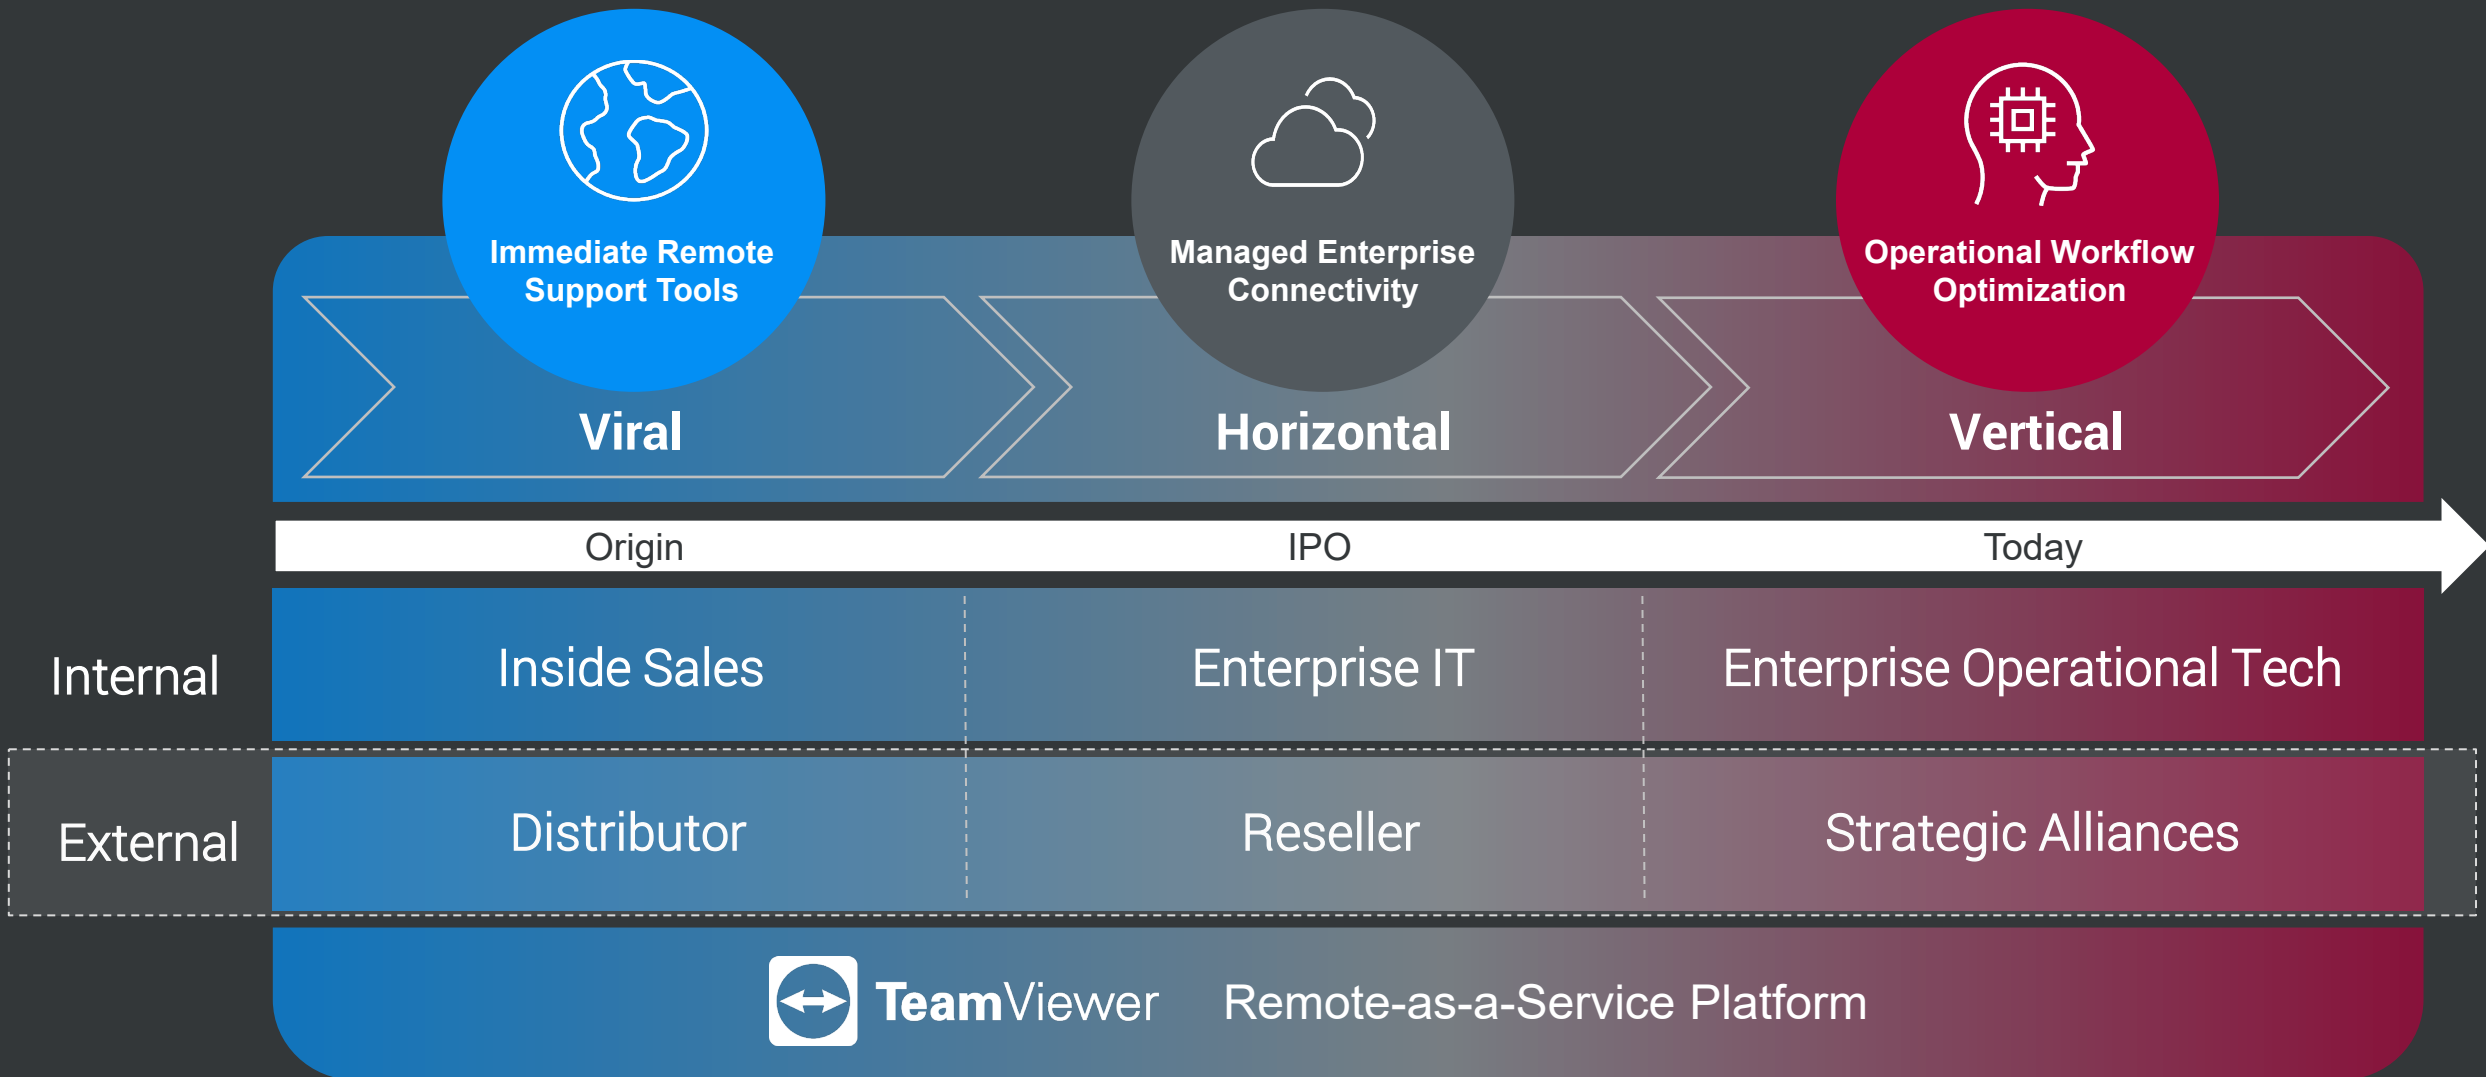 Immediate Remote
Support Tools
Managed Enterprise
Connectivity
Operational Workflow
Optimization
Viral
Horizontal
Vertical
Origin
IPO
Today
Internal
Inside Sales
Enterprise IT
Enterprise Operational Tech
External
Distributor
Reseller
Strategic Alliances
TeamViewer
Remote-as-a-Service Platform